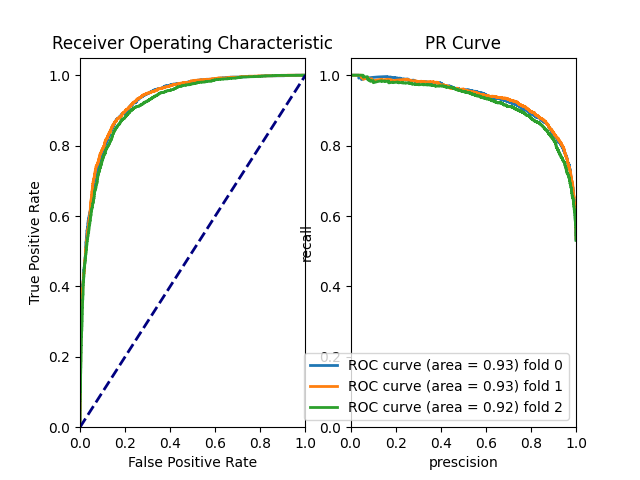 Receiver Operating Characteristic
True Positive Rate
1.0
0.8
0.6
0.4
0.2
0.0
0.0 0.2 0.4 0.6 0.8 1.0
False Positive Rate
PR Curve
recall
1.0
0.8
0.6
0.4
0.2
0.0
0.0 0.2 0.4 0.6 0.8 1.0
prescision
ROC curve (area = 0.93) fold 0
ROC curve (area = 0.93) fold 1
ROC curve (area = 0.92) fold 2